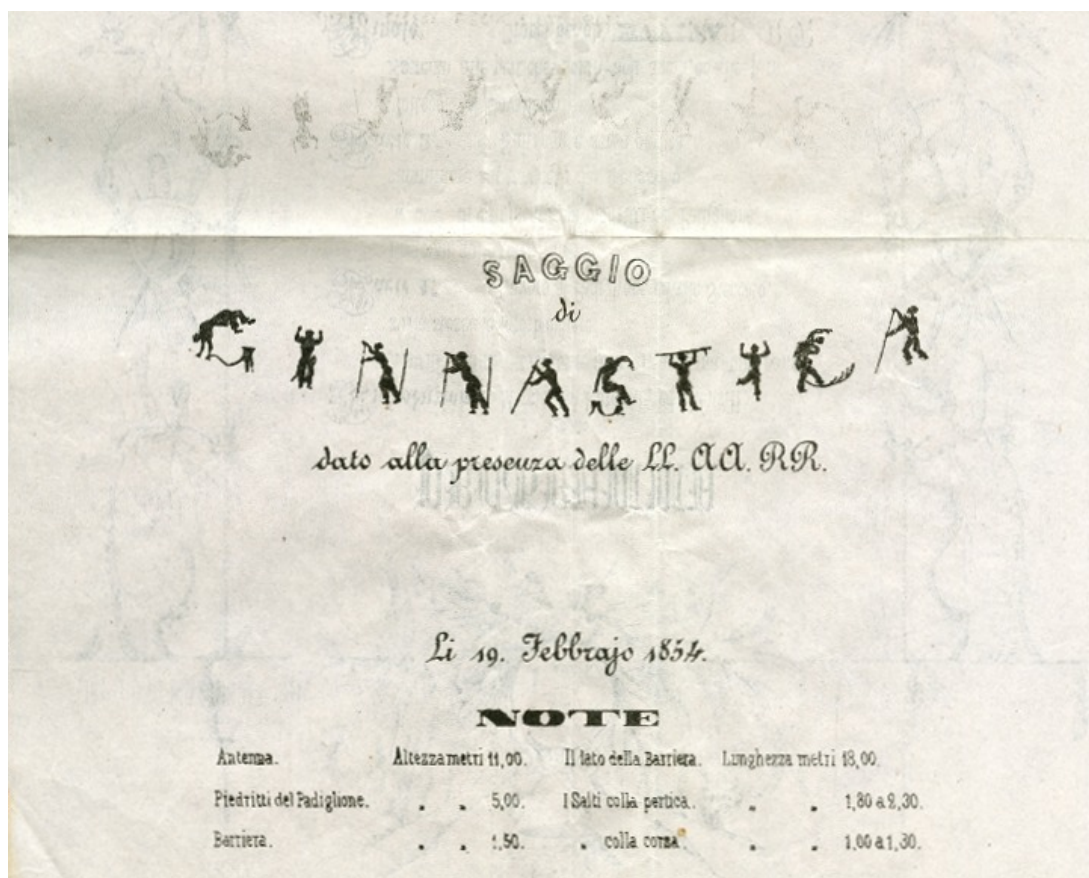 SAGGIO
di
GINNASTICA
dato alla presenza delle LL. AA. RR.
Li 19. Febbrajo 1854.
NOTE
Antenna. Altezza metri 11,00. Il lato della Barriera. Lunghezza metri 18,00.
Piedritti del Padiglione. " " 5,00. I Salti colla pertica. " " 1,80 a 2,30.
Barriera. " " 1,50. " colla corsa. " " 1,00 a 1,30.